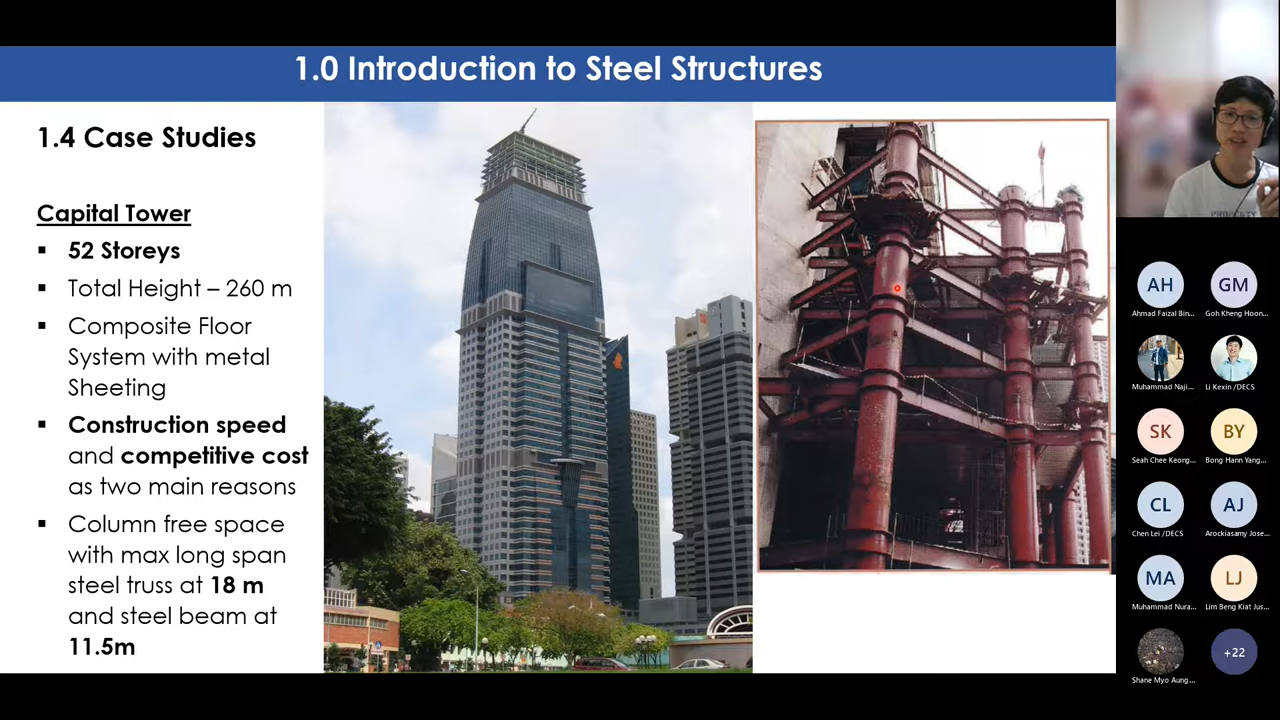 1.0 Introduction to Steel Structures
1.4 Case Studies
Capital Tower
▪ 52 Storeys
▪ Total Height – 260 m
▪ Composite Floor
System with metal
Sheeting
▪ Construction speed
and competitive cost
as two main reasons
▪ Column free space
with max long span
steel truss at 18 m
and steel beam at
11.5m
PROPERTY
AH
GM
Ahmad Faizal Bin...
Goh Kheng Hoon...
Muhammad Naji...
Li Kexin /DECS
SK
BY
Seah Chee Keong...
Bong Hann Yang...
CL
AJ
Chen Lei /DECS
Arockiasamy Jose...
MA
LJ
Muhammad Nura...
Lim Beng Kiat Jus...
+22
Shane Myo Aung...